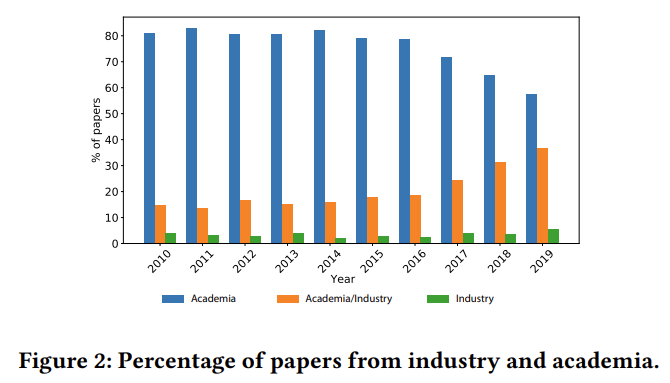 80
70
60
50
40
30
20
10
0
% of papers
2010 2011 2012 2013 2014 2015 2016 2017 2018 2019
Year
Academia Academia/Industry Industry
Figure 2: Percentage of papers from industry and academia.